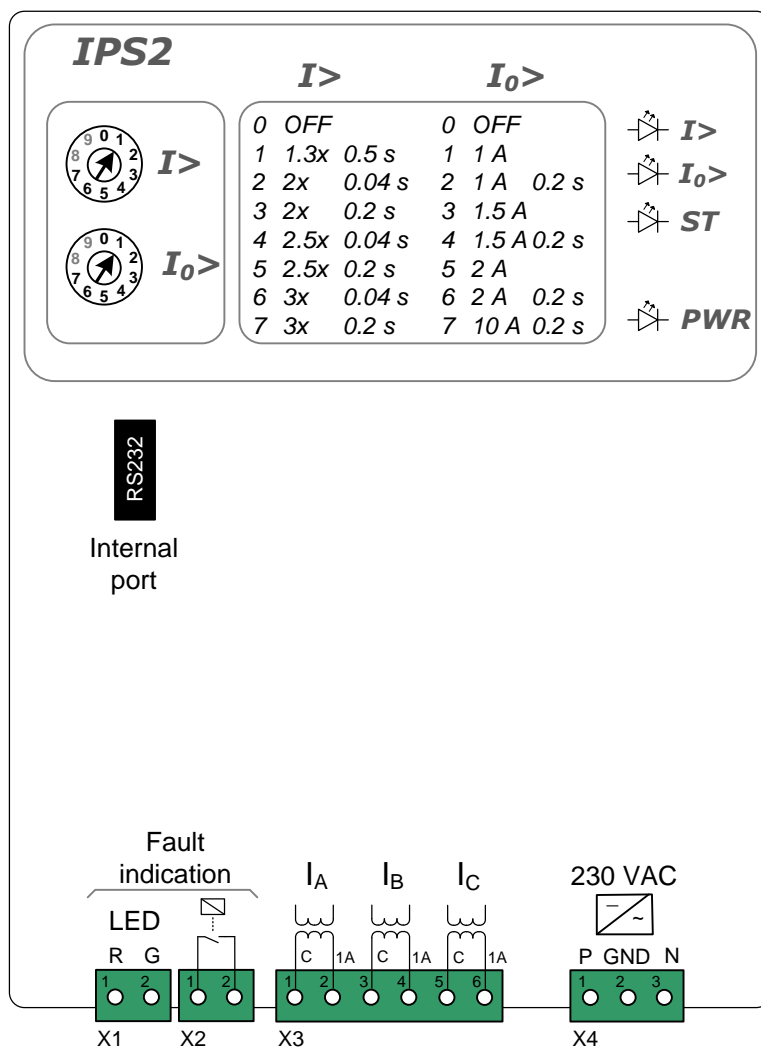 IPS2
I> I₀>
9 0 1
8 2
7 3
6 5 4
I>
9 0 1
8 2
7 3
6 5 4
I₀>
0 OFF 0 OFF
1 1.3x 0.5 s 1 1 A
2 2x 0.04 s 2 1 A 0.2 s
3 2x 0.2 s 3 1.5 A
4 2.5x 0.04 s 4 1.5 A 0.2 s
5 2.5x 0.2 s 5 2 A
6 3x 0.04 s 6 2 A 0.2 s
7 3x 0.2 s 7 10 A 0.2 s
I>
I₀>
ST
PWR
RS232
Internal
port
Fault
indication
LED
R G
1 2
X1
1 2
X2
I_A I_B I_C
C 1A C 1A C 1A
1 2 3 4 5 6
X3
230 VAC
– ~
P GND N
1 2 3
X4